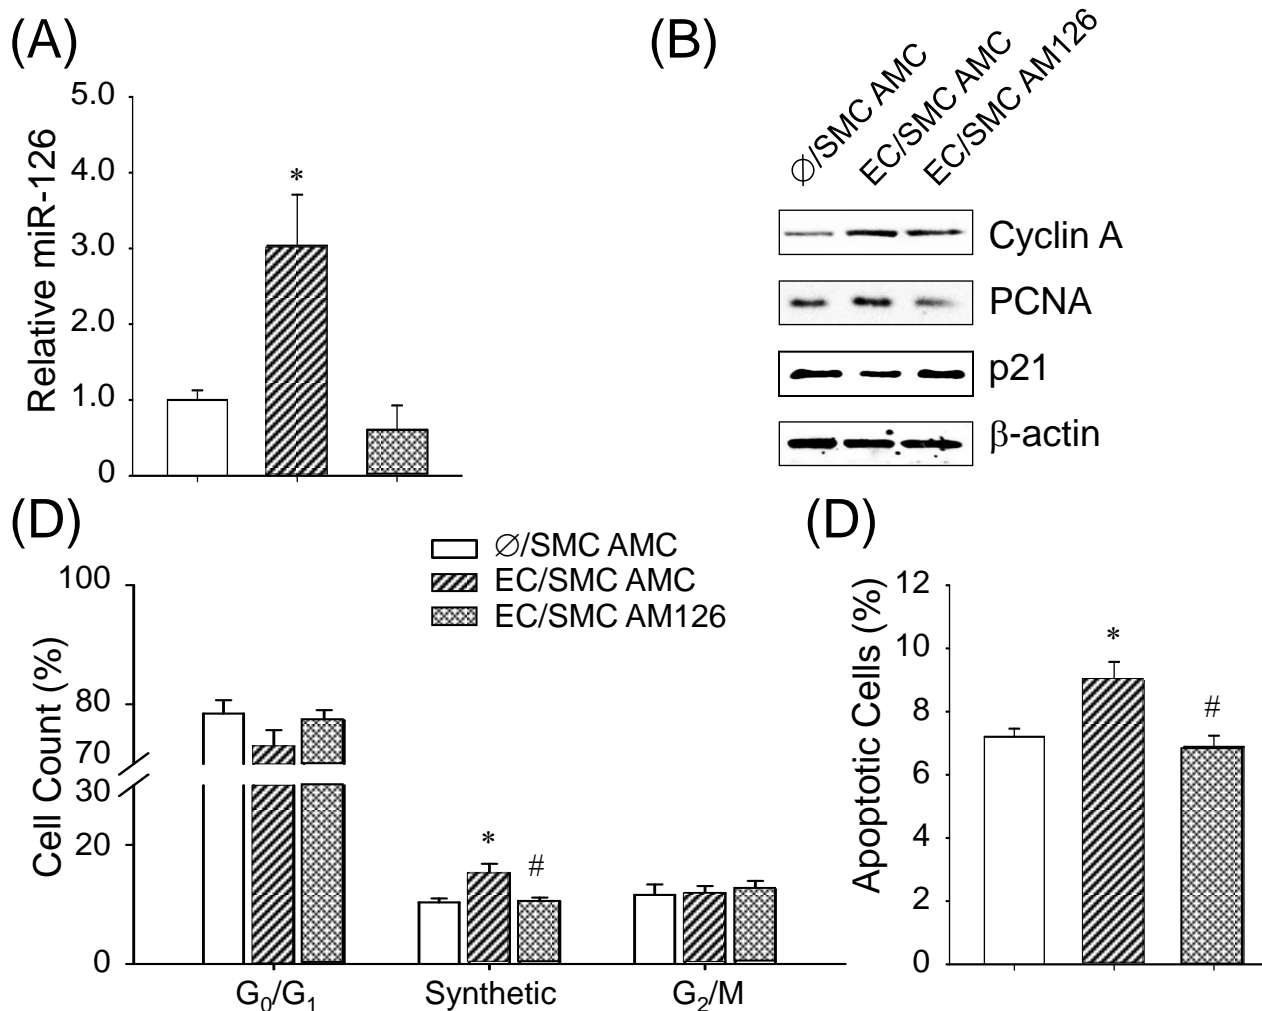 (A)
5.0
4.0
3.0
2.0
1.0
0
Relative miR-126
*
(B)
∅/SMC AMC
EC/SMC AMC
EC/SMC AM126
Cyclin A
PCNA
p21
β-actin
(D)
∅/SMC AMC
EC/SMC AMC
EC/SMC AM126
100
80
70
30
20
0
Cell Count (%)
*
#
G₀/G₁
Synthetic
G₂/M
(D)
12
10
8
6
4
2
0
Apoptotic Cells (%)
*
#